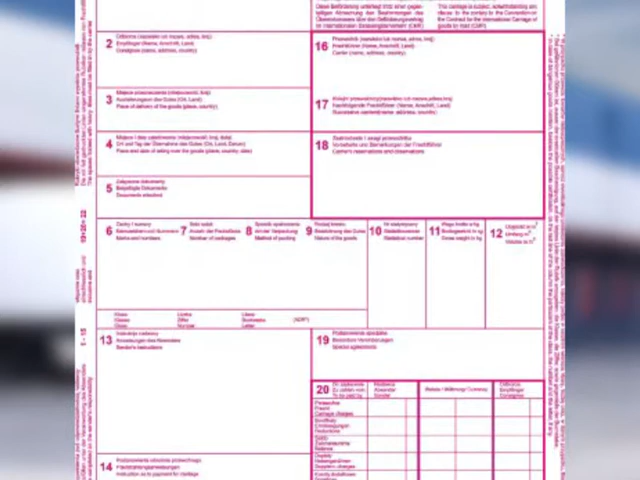 Diese Beförderung unterliegt trotz einer gegen-
teiligen Abmachung den Bestimmungen des
Übereinkommens über den Beförderungsvertrag
im internationalen Strassengüterverkehr (CMR)
This carriage is subject, notwithstanding any
clause to the contrary to the Convention on
the Contract for the International Carriage of
goods by road (CMR)
2
Odbiorca (nazwisko lub nazwa, adres, kraj)
Empfänger (Name, Anschrift, Land)
Consignee (name, address, country)
16
Przewoźnik (nazwisko lub nazwa, adres, kraj)
Frachtführer (Name, Anschrift, Land)
Carrier (name, address, country)
3
Miejsce przeznaczenia (miejscowość, kraj)
Auslieferungsort des Gutes (Ort, Land)
Place of delivery of the goods (place, country)
17
Kolejni przewoźnicy (nazwisko lub nazwa, adres, kraj)
Nachfolgende Frachtführer (Name, Anschrift, Land)
Successive carriers (name, address, country)
4
Miejsce i data załadowania (miejscowość, kraj, data)
Ort und Tag der Übernahme des Gutes (Ort, Land, Datum)
Place and date of taking over the goods (place, country, date)
18
Zastrzeżenia i uwagi przewoźnika
Vorbehalte und Bemerkungen der Frachtführer
Carrier's reservations and observations
5
Załączone dokumenty
Beigefügte Dokumente
Documents attached
6
Cechy i numery
Kennzeichen und Nummern
Marks and numbers
7
Ilość sztuk
Anzahl der Packstücke
Number of packages
8
Sposób opakowania
Art der Verpackung
Method of packing
9
Rodzaj towaru
Bezeichnung des Gutes
Nature of the goods
10
Nr statystyczny
Statistiknummer
Statistical number
11
Waga brutto w kg
Bruttogewicht in kg
Gross weight in kg
12
Objętość w m³
Umfang in m³
Volume in m³
Klasa
Klasse
Class
Liczba
Ziffer
Number
Litera
Buchstabe
Letter
(ADR*)
13
Instrukcje nadawcy
Anweisungen des Absenders
Sender's instructions
19
Postanowienia specjalne
Besondere Vereinbarungen
Special agreements
20
Do zapłacenia
Zu zahlen vom
To be paid by
Nadawca
Absender
Sender
Waluta / Währung / Currency
Odbiorca
Empfänger
Consignee
Przewoźne
Fracht
Carriage charges
Bonifikaty
Ermässigungen
Reductions
Saldo
Zwischensumme
Balance
Dopłaty
Nebengebühren
Supplem. charges
Koszty dodatkowe
14
Postanowienia odnośnie przewoźnego
Frachtzahlungsanweisungen
Instruction as to payment for carriage
19+20+22
1 - 15